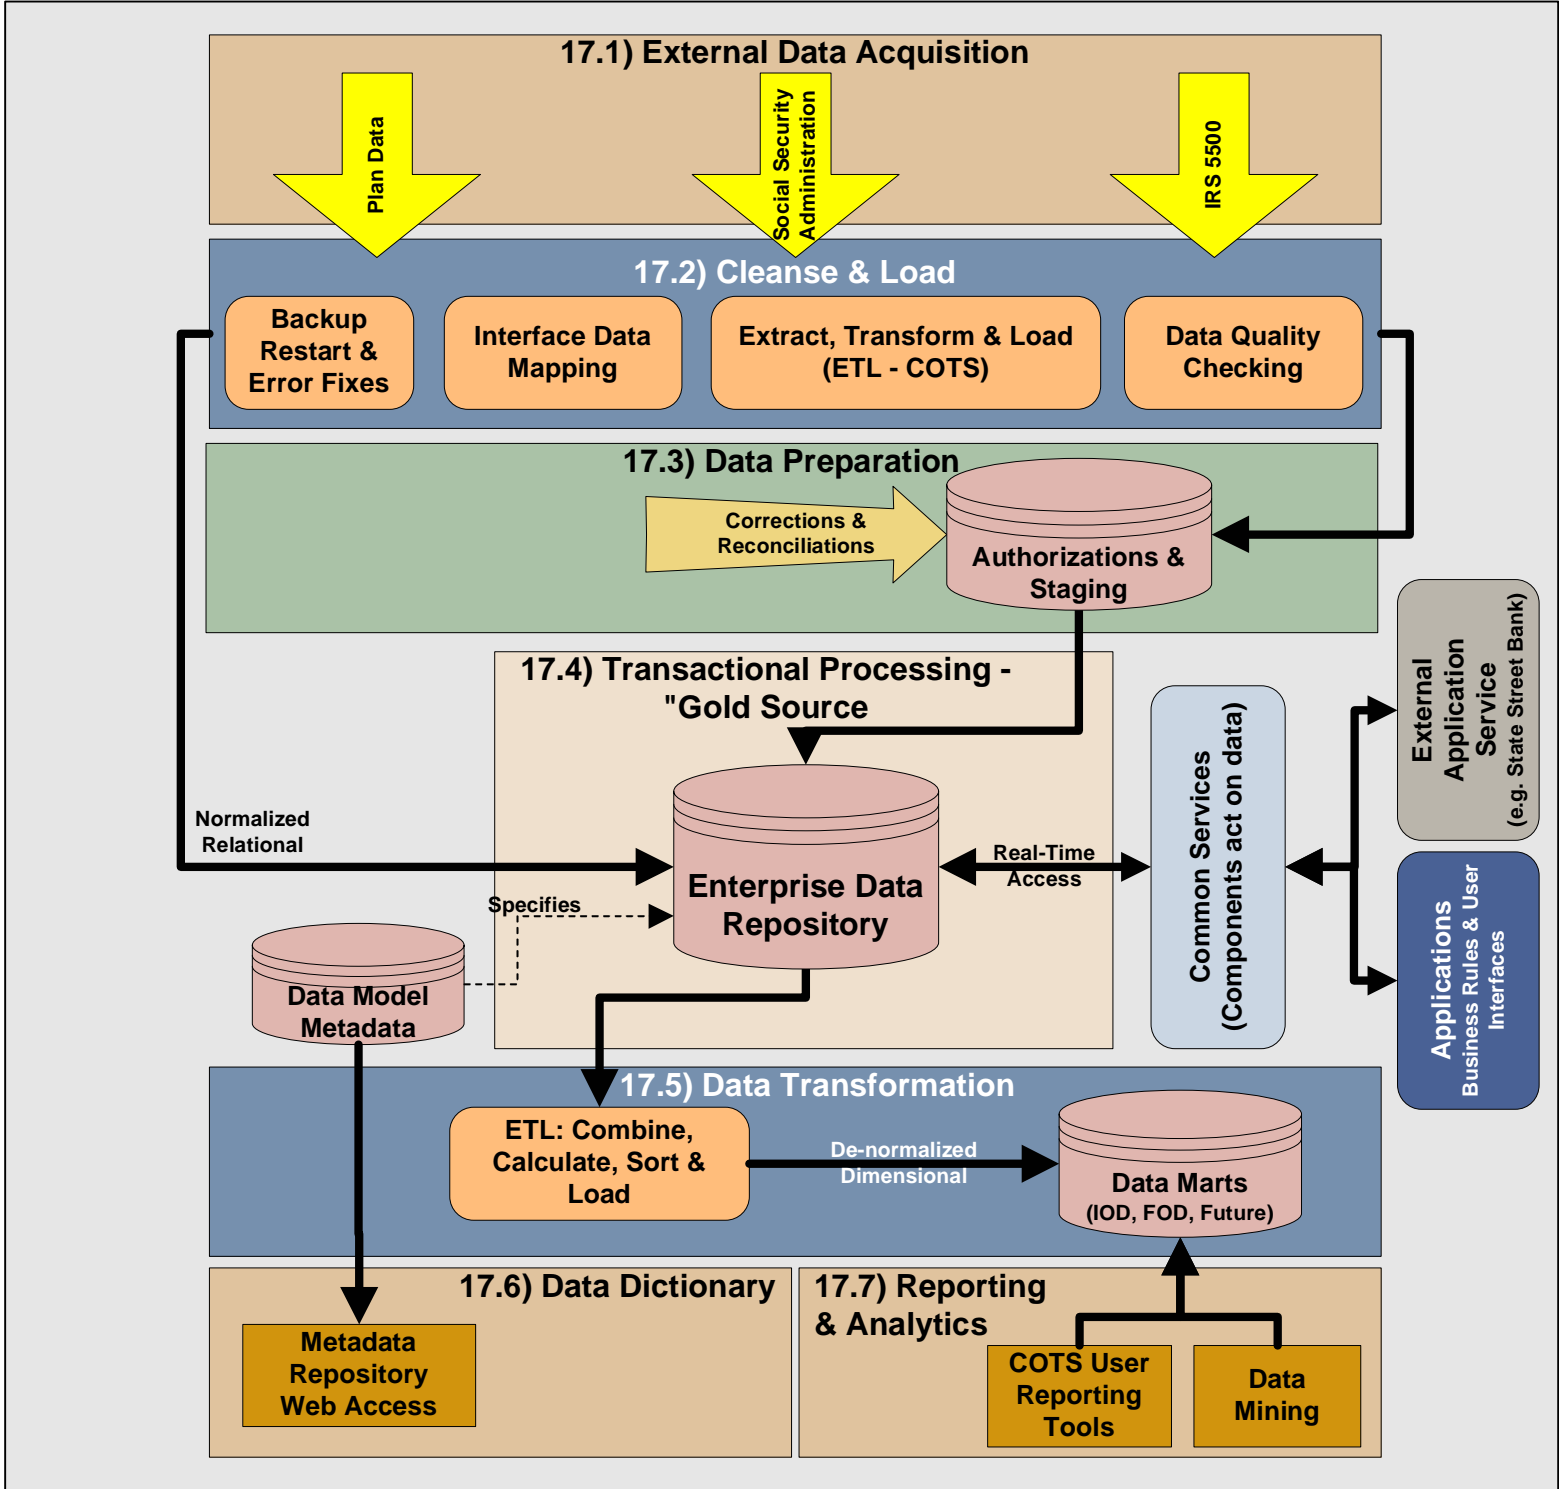 17.1) External Data Acquisition
Plan Data
Social Security
Administration
IRS 5500
17.2) Cleanse & Load
Backup
Restart &
Error Fixes
Interface Data
Mapping
Extract, Transform & Load
(ETL - COTS)
Data Quality
Checking
17.3) Data Preparation
Corrections &
Reconciliations
Authorizations &
Staging
17.4) Transactional Processing -
"Gold Source
External
Application
Service
(e.g. State Street Bank)
Common Services
(Components act on data)
Normalized
Relational
Real-Time
Access
Enterprise Data
Repository
Specifies
Applications
Business Rules & User
Interfaces
Data Model
Metadata
17.5) Data Transformation
ETL: Combine,
Calculate, Sort &
Load
De-normalized
Dimensional
Data Marts
(IOD, FOD, Future)
17.6) Data Dictionary
Metadata
Repository
Web Access
17.7) Reporting
& Analytics
COTS User
Reporting
Tools
Data
Mining